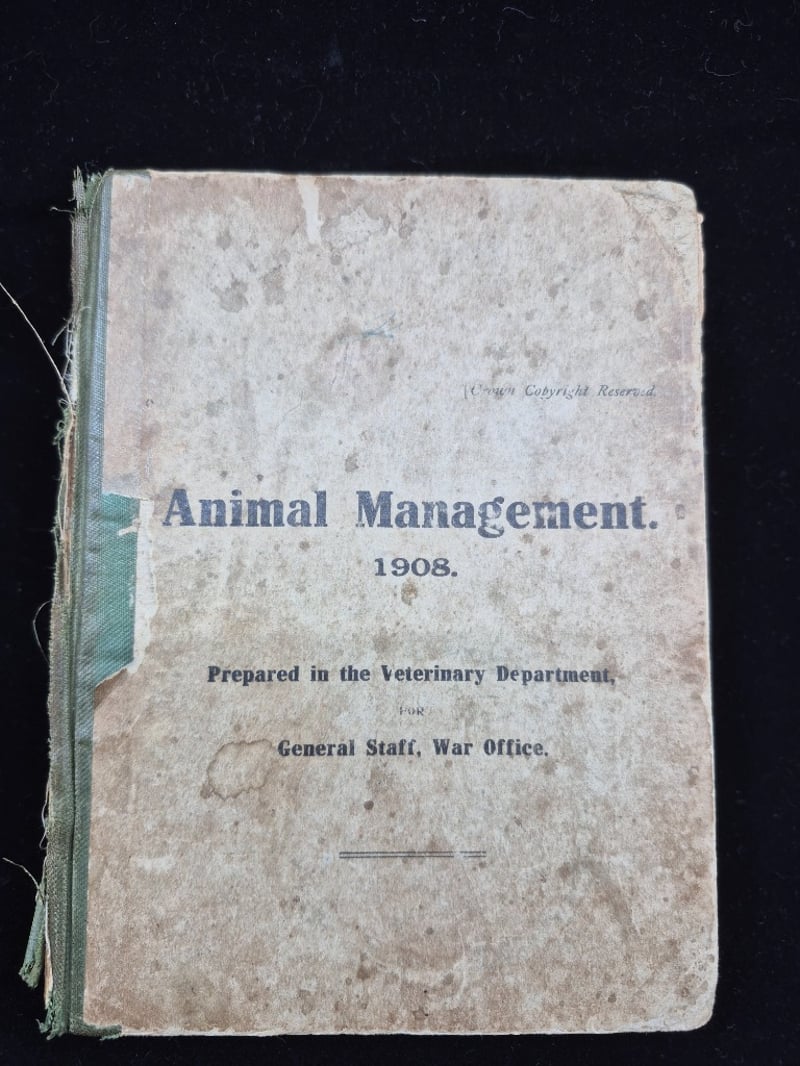 [Crown Copyright Reserved.
Animal Management.
1908.
Prepared in the Veterinary Department,
FOR
General Staff, War Office.